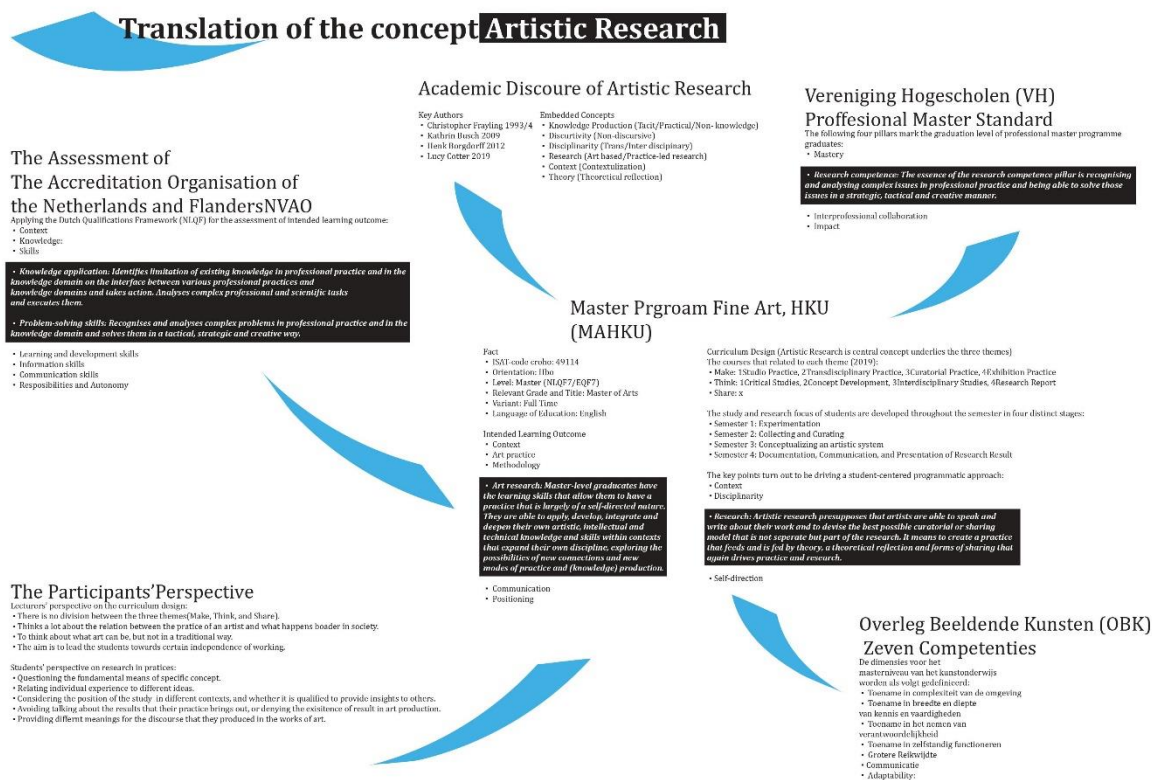 Translation of the concept Artistic Research
Academic Discoure of Artistic Research
Key Authors
• Christopher Frayling 1993/4
• Kathrin Busch 2009
• Henk Borgdorff 2012
• Lucy Cotter 2019
Embedded Concepts
• Knowledge Production (Tacit/Practical/Non- knowledge)
• Discurtivity (Non-discursive)
• Disciplinarity (Trans/Inter discipinary)
• Research (Art based/Practice-led research)
• Context (Contextulization)
• Theory (Theoretical reflection)
Vereniging Hogescholen (VH)
Proffesional Master Standard
The following four pillars mark the graduation level of professional master programme
graduates:
• Mastery
• Research competence: The essence of the research competence pillar is recognising
and analysing complex issues in professional practice and being able to solve those
issues in a strategic, tactical and creative manner.
• Interprofessional collaboration
• Impact
The Assessment of
The Accreditation Organisation of
the Netherlands and FlandersNVAO
Applying the Dutch Qualifications Framework (NLQF) for the assessment of intended learning outcome:
• Context
• Knowledge:
• Skills
• Knowledge application: Identifies limitation of existing knowledge in professional practice and in the
knowledge domain on the interface between various professional practices and
knowledge domains and takes action. Analyses complex professional and scientific tasks
and executes them.
• Problem-solving skills: Recognises and analyses complex problems in professional practice and in the
knowledge domain and solves them in a tactical, strategic and creative way.
• Learning and development skills
• Information skills
• Communication skills
• Resposibilities and Autonomy
Master Prgroam Fine Art, HKU
(MAHKU)
Fact
• ISAT-code croho: 49114
• Orientation: Hbo
• Level: Master (NLQF7/EQF7)
• Relevant Grade and Title: Master of Arts
• Variant: Full Time
• Language of Education: English
Intended Learning Outcome
• Context
• Art practice
• Methodology
• Art research: Master-level graducates have
the learning skills that allow them to have a
practice that is largely of a self-directed nature.
They are able to apply, develop, integrate and
deepen their own artistic, intellectual and
technical knowledge and skills within contexts
that expand their own discipline, exploring the
possibilities of new connections and new
modes of practice and (knowledge) production.
• Communication
• Positioning
Curriculum Design (Artistic Research is central concept underlies the three themes)
The courses that related to each theme (2019):
• Make: 1Studio Practice, 2Transdisciplinary Practice, 3Curatorial Practice, 4Exhibition Practice
• Think: 1Critical Studies, 2Concept Development, 3Interdisciplinary Studies, 4Research Report
• Share: x
The study and research focus of students are developed throughout the semester in four distinct stages:
• Semester 1: Experimentation
• Semester 2: Collecting and Curating
• Semester 3: Conceptualizing an artistic system
• Semester 4: Documentation, Communication, and Presentation of Research Result
The key points turn out to be driving a student-centered programmatic approach:
• Context
• Disciplinarity
• Research: Artistic research presupposes that artists are able to speak and
write about their work and to devise the best possible curatorial or sharing
model that is not seperate but part of the research. It means to create a practice
that feeds and is fed by theory, a theoretical reflection and forms of sharing that
again drives practice and research.
• Self-direction
The Participants'Perspective
Lecturers' perspective on the curriculum design:
• There is no division between the three themes(Make, Think, and Share).
• Thinks a lot about the relation between the pratice of an artist and what happens boader in society.
• To think about what art can be, but not in a traditional way.
• The aim is to lead the students towards certain independence of working.
Students' perspective on research in pratices:
• Questioning the fundamental means of specific concept.
• Relating individual experience to different ideas.
• Considering the position of the study in different contexts, and whether it is qualified to provide insights to others.
• Avoiding talking about the results that their practice brings out, or denying the exisitence of result in art production.
• Providing differnt meanings for the discourse that they produced in the works of art.
Overleg Beeldende Kunsten (OBK)
Zeven Competenties
De dimensies voor het
masterniveau van het kunstonderwijs
worden als volgt gedefinieerd:
• Toename in complexiteit van de omgeving
• Toename in breedte en diepte
van kennis en vaardigheden
• Toename in het nemen van
verantwoordelijkheid
• Toename in zelfstandig functioneren
• Grotere Reikwijdte
• Communicatie
• Adaptability: